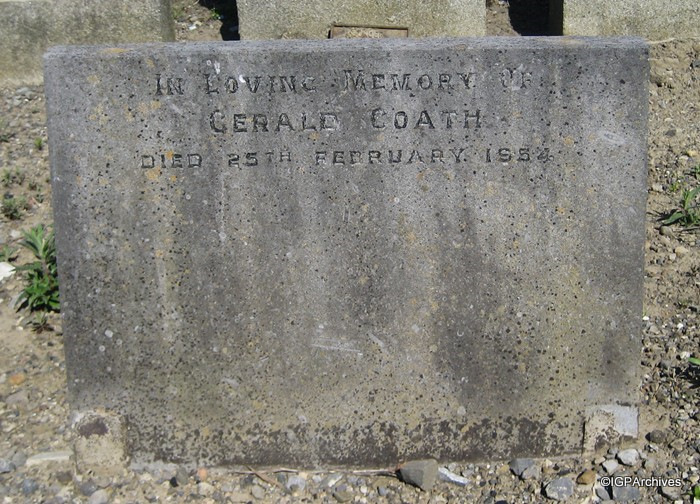 IN LOVING MEMORY OF
GERALD COATH
DIED 25TH FEBRUARY. 1954
©IGPArchives